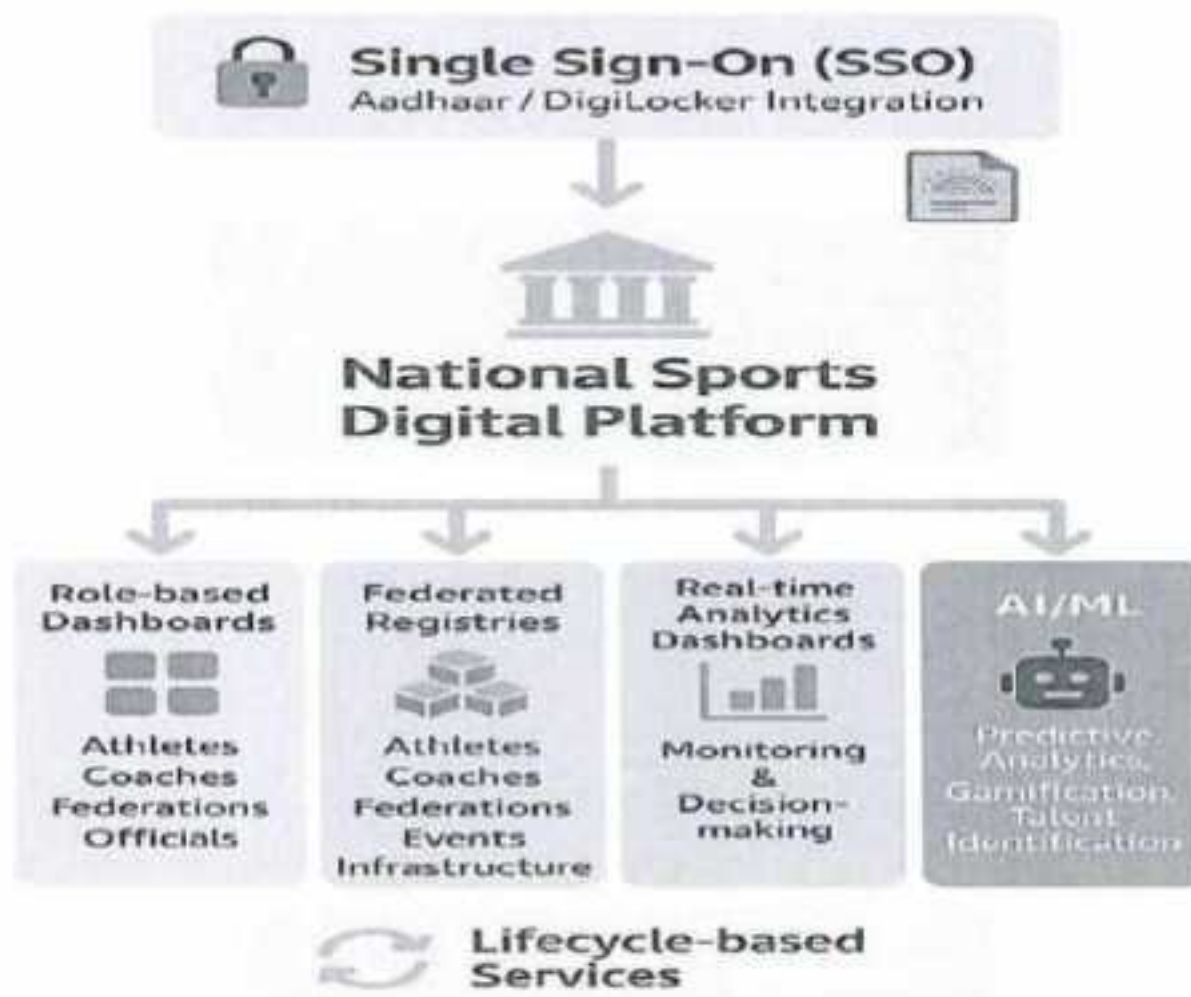 Single Sign-On (SSO)
Aadhaar / DigiLocker Integration
National Sports
Digital Platform
Role-based
Dashboards
Athletes
Coaches
Federations
Officials
Federated
Registries
Athletes
Coaches
Federations
Events
Infrastructure
Real-time
Analytics
Dashboards
Monitoring
&
Decision-
making
AI/ML
Predictive
Analytics,
Gamification,
Talent
Identification
Lifecycle-based
Services